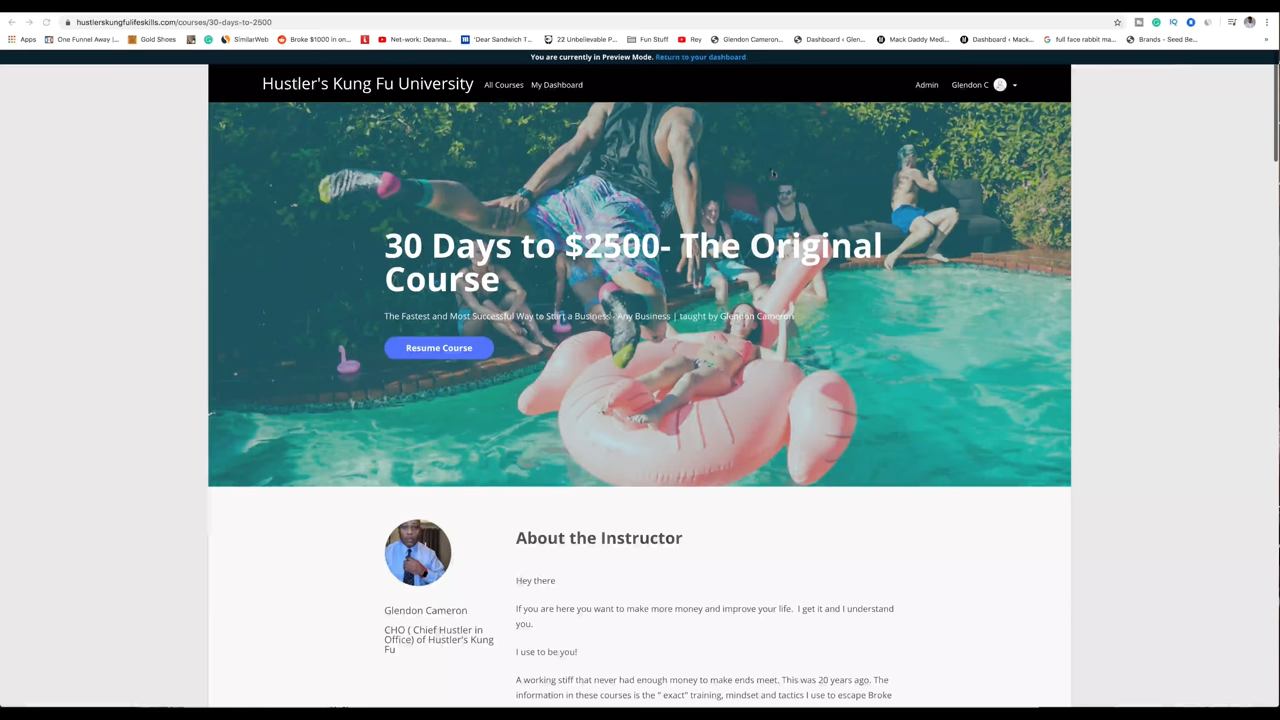 hustlerskungfulifeskills.com/courses/30-days-to-2500
Apps One Funnel Away |... Gold Shoes SimilarWeb Broke $1000 in on... Net-work: Deanna... 'Dear Sandwich T... 22 Unbelievable P... Fun Stuff Rey Glendon Cameron... Dashboard ‹ Glen... Mack Daddy Medi... Dashboard ‹ Mack... full face rabbit ma... Brands - Seed Be... »
You are currently in Preview Mode. Return to your dashboard
Hustler's Kung Fu University All Courses My Dashboard Admin Glendon C
30 Days to $2500- The Original
Course
The Fastest and Most Successful Way to Start a Business - Any Business | taught by Glendon Cameron
Resume Course
About the Instructor
Hey there
If you are here you want to make more money and improve your life. I get it and I understand
you.
I use to be you!
A working stiff that never had enough money to make ends meet. This was 20 years ago. The
information in these courses is the " exact" training, mindset and tactics I use to escape Broke
Glendon Cameron
CHO ( Chief Hustler in
Office) of Hustler's Kung
Fu